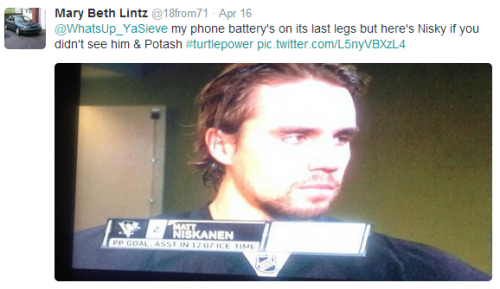 Mary Beth Lintz @18from71 · Apr 16
@WhatsUp_YaSieve my phone battery's on its last legs but here's Nisky if you
didn't see him & Potash #turtlepower pic.twitter.com/L5nyVBXzL4
2 MATT
NISKANEN
PP GOAL, ASST IN 12:07 ICE TIME